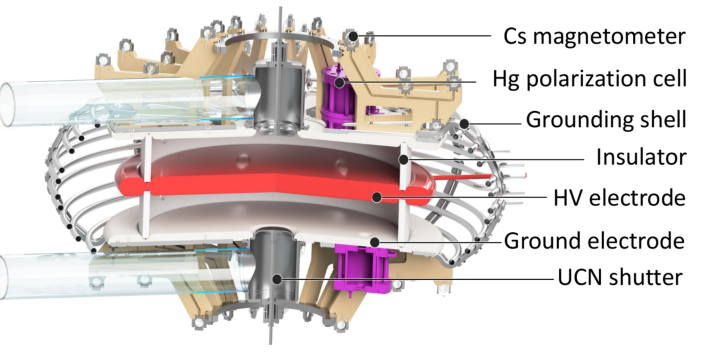 Cs magnetometer
Hg polarization cell
Grounding shell
Insulator
HV electrode
Ground electrode
UCN shutter